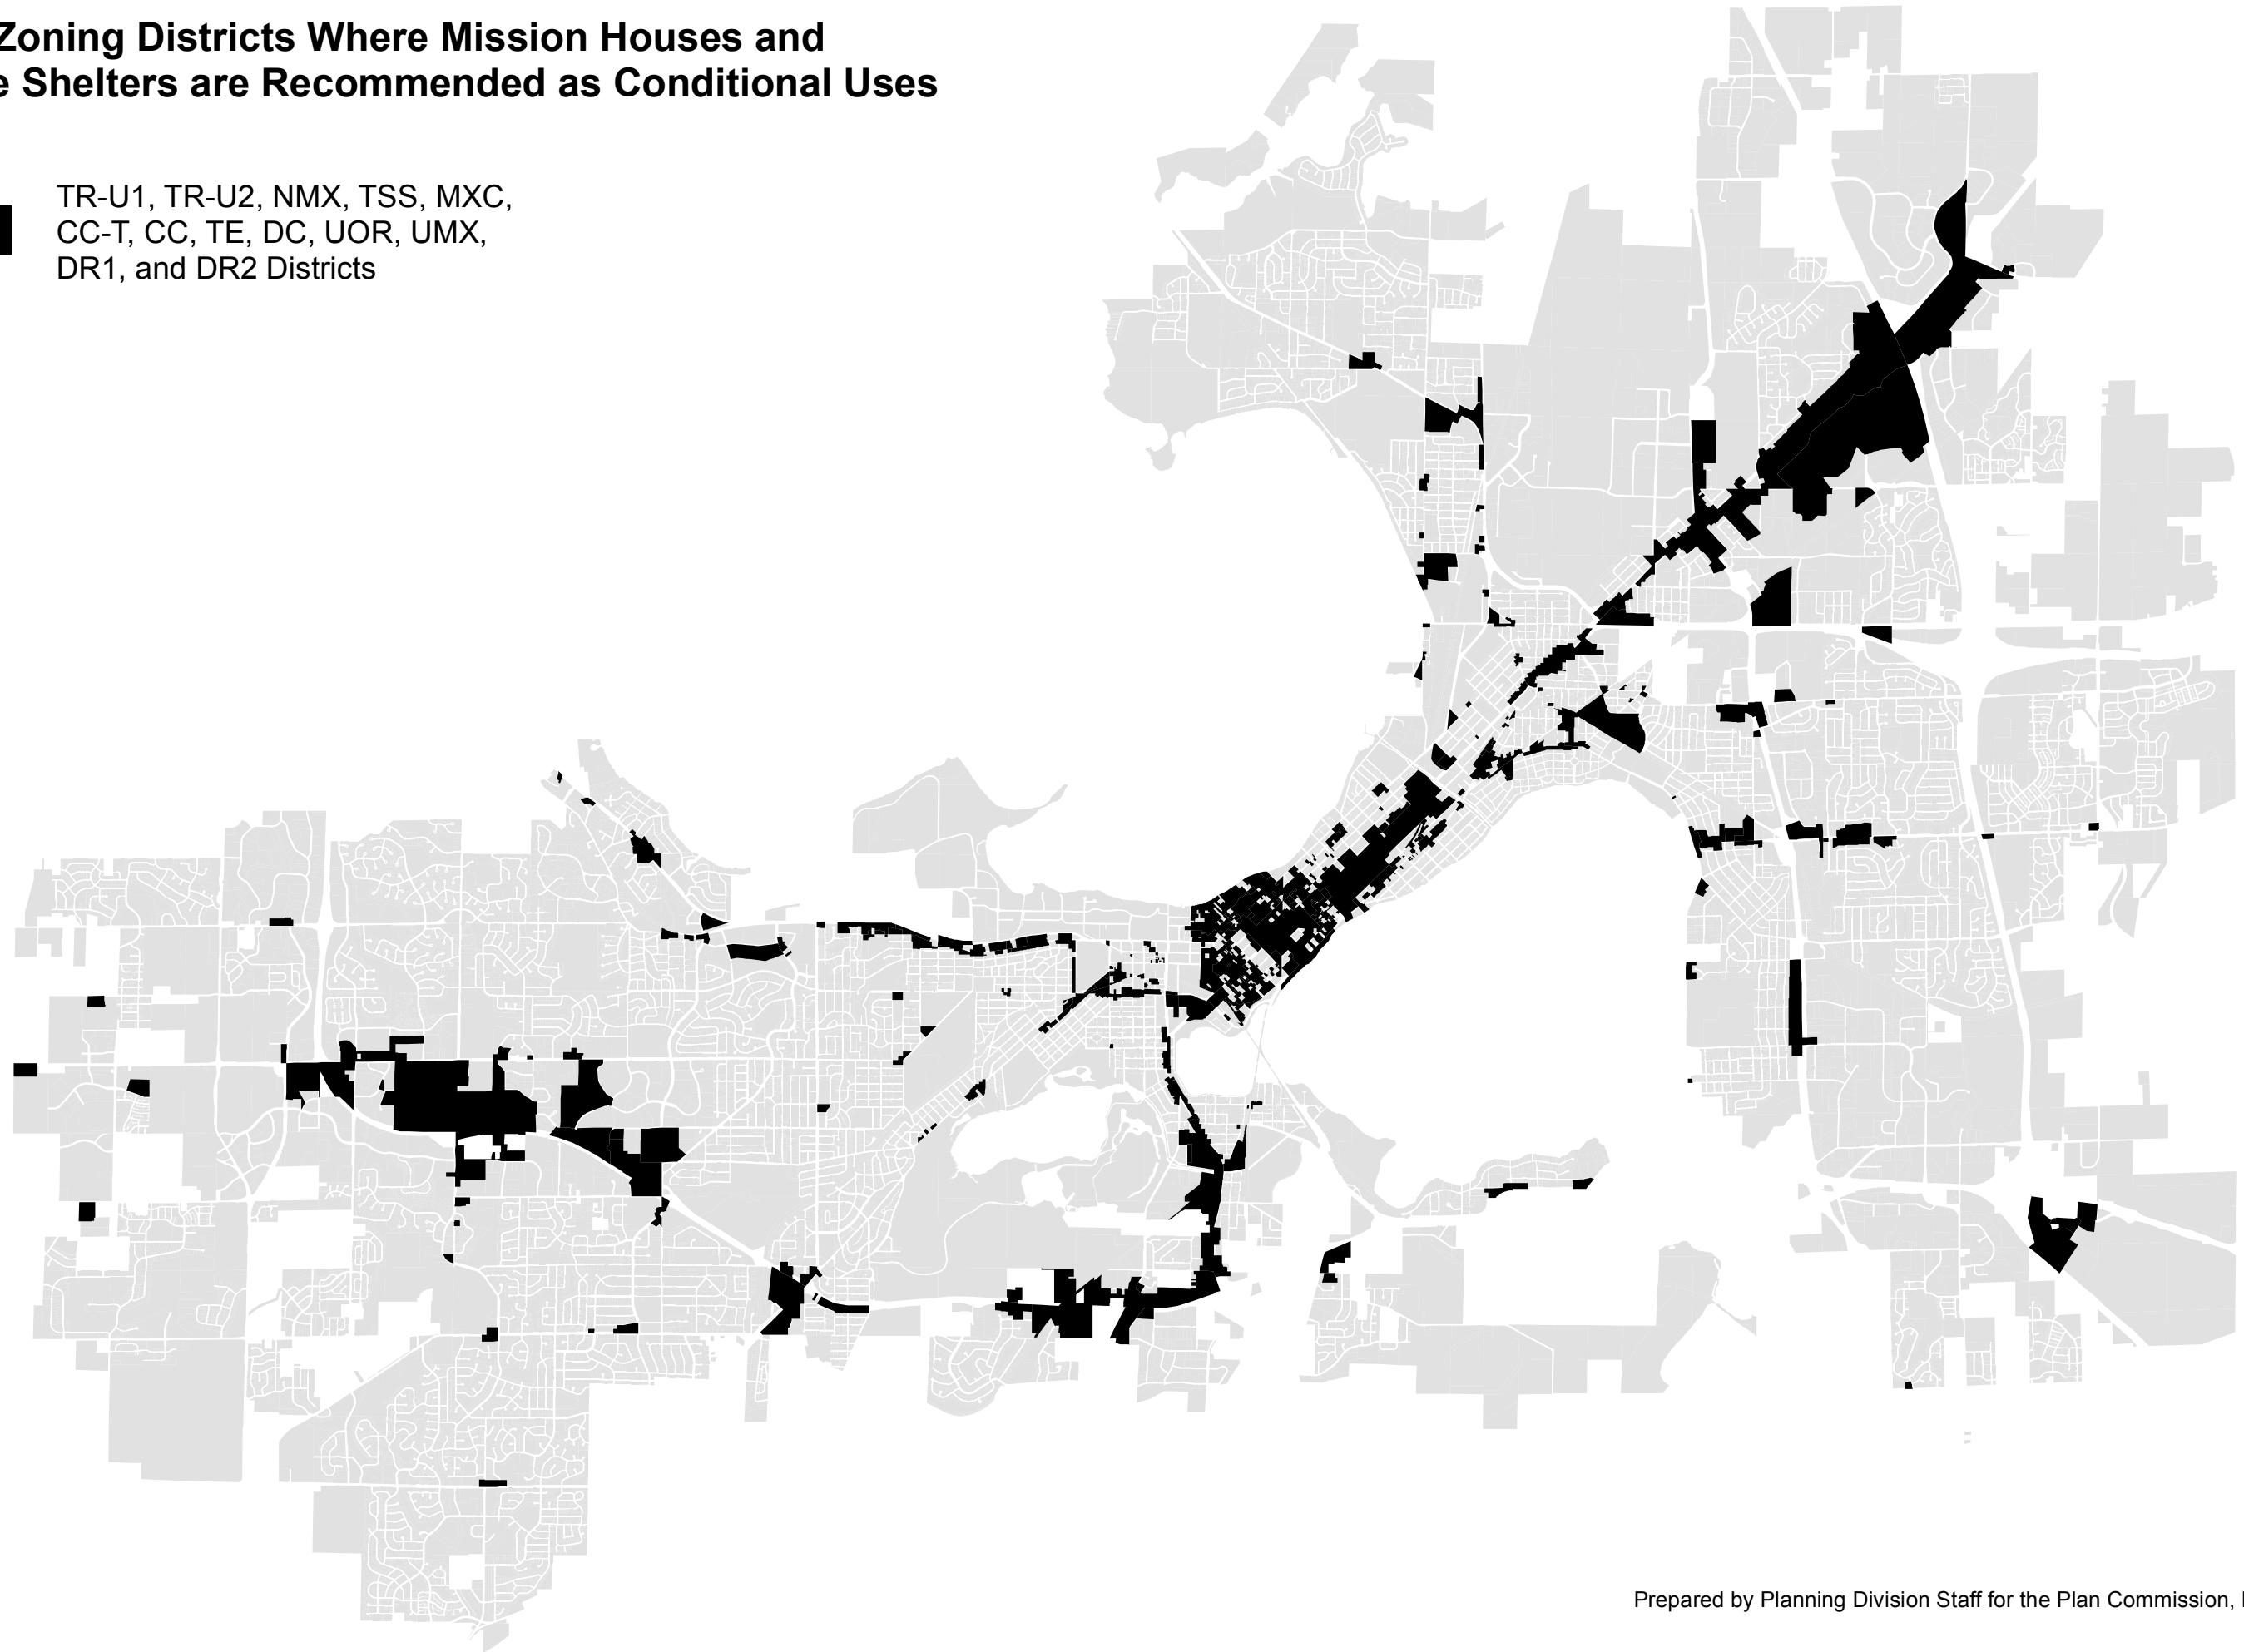 Zoning Districts Where Mission Houses and
Shelters are Recommended as Conditional Uses
TR-U1, TR-U2, NMX, TSS, MXC,
CC-T, CC, TE, DC, UOR, UMX,
DR1, and DR2 Districts
Prepared by Planning Division Staff for the Plan Commission,